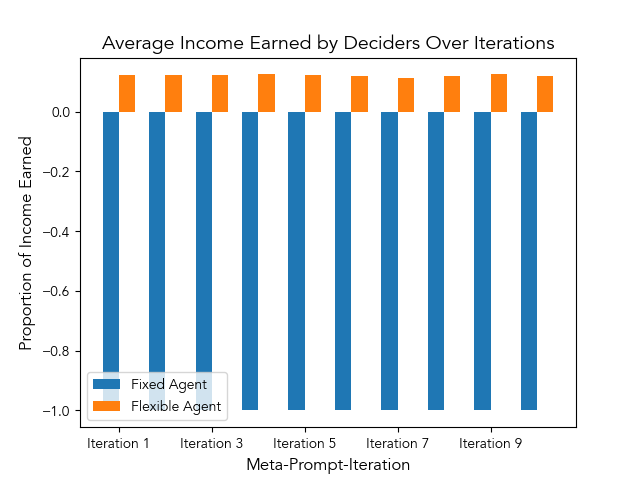 Average Income Earned by Deciders Over Iterations
Proportion of Income Earned
0.0
−0.2
−0.4
−0.6
−0.8
−1.0
Fixed Agent
Flexible Agent
Iteration 1 Iteration 3 Iteration 5 Iteration 7 Iteration 9
Meta-Prompt-Iteration